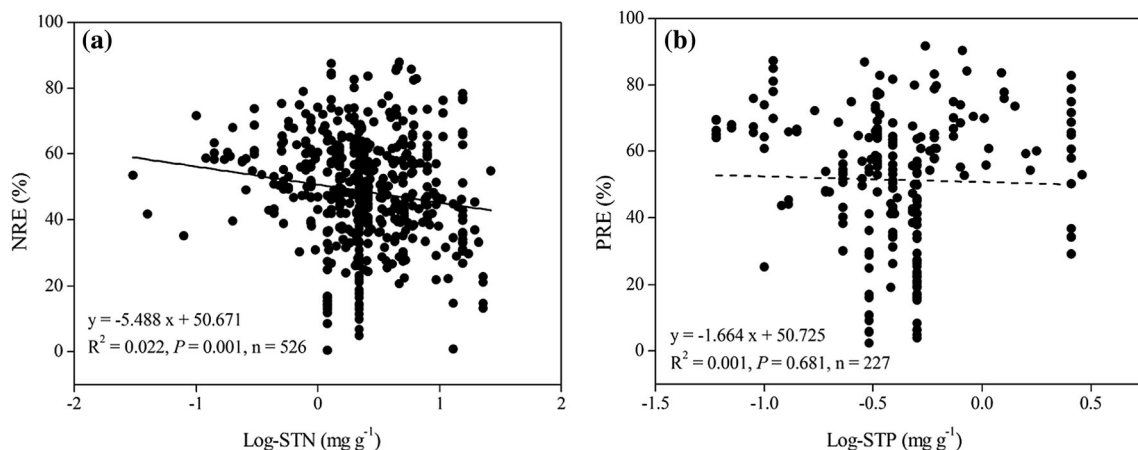 (a)
100
80
60
40
20
0
NRE (%)
y = -5.488 x + 50.671
R² = 0.022, P = 0.001, n = 526
-2
-1
0
1
2
Log-STN (mg g⁻¹)
(b)
100
80
60
40
20
0
PRE (%)
y = -1.664 x + 50.725
R² = 0.001, P = 0.681, n = 227
-1.5
-1.0
-0.5
0.0
0.5
Log-STP (mg g⁻¹)